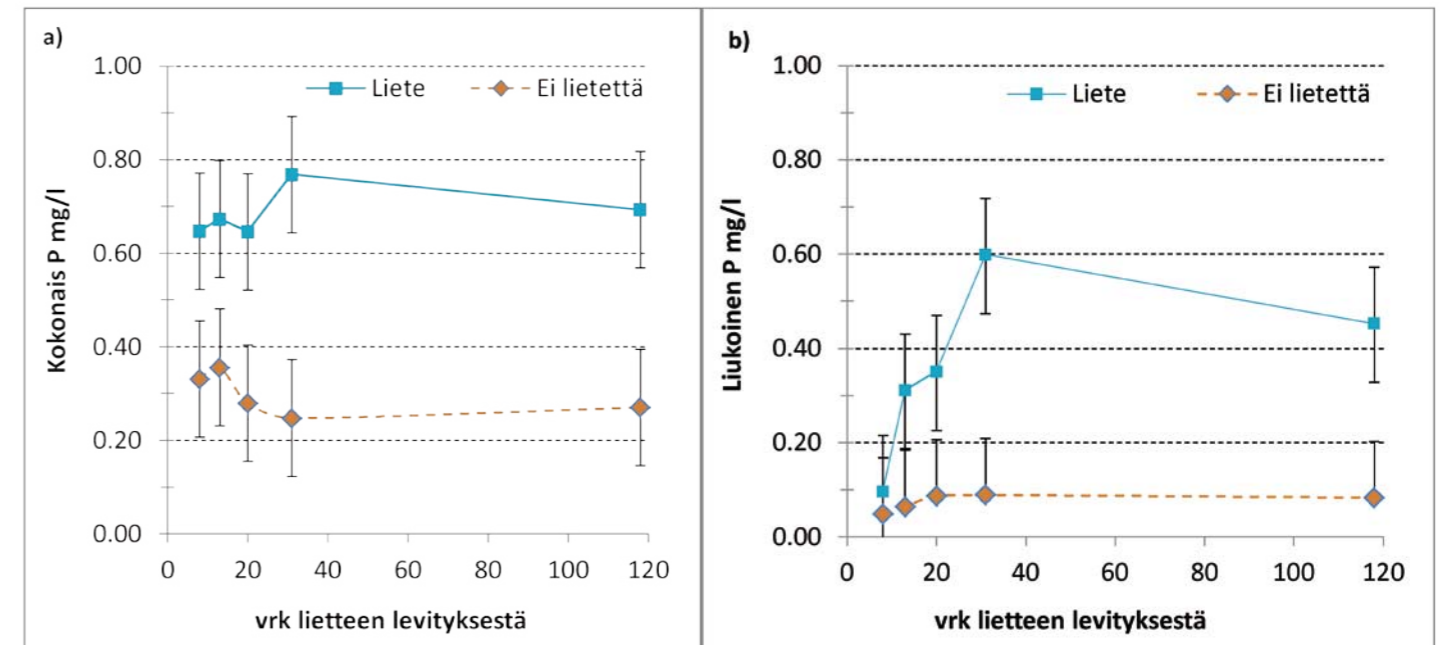 a)
Kokonais P mg/l
1.00
0.80
0.60
0.40
0.20
0.00
Liete
Ei lietettä
0 20 40 60 80 100 120
vrk lietteen levityksestä
b)
Liukoinen P mg/l
1.00
0.80
0.60
0.40
0.20
0.00
Liete
Ei lietettä
0 20 40 60 80 100 120
vrk lietteen levityksestä